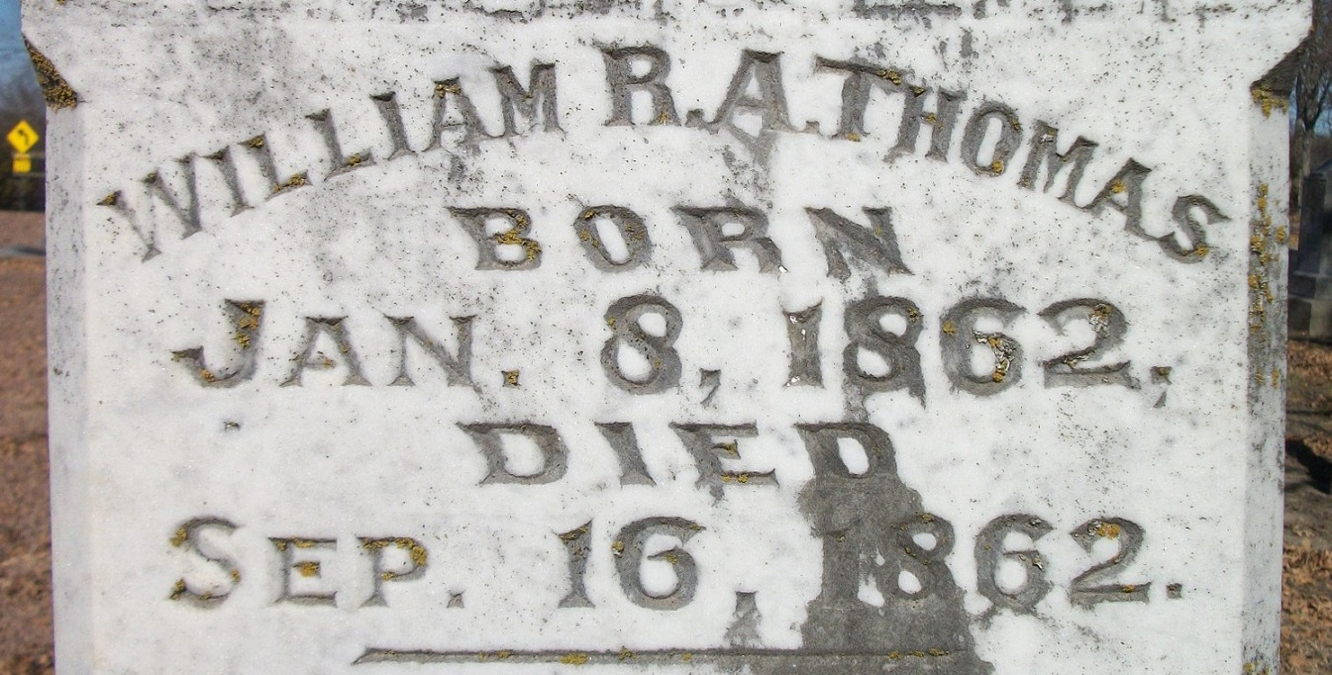 WILLIAM R. A. THOMAS
BORN
JAN. 8, 1862,
DIED
SEP. 16, 1862.